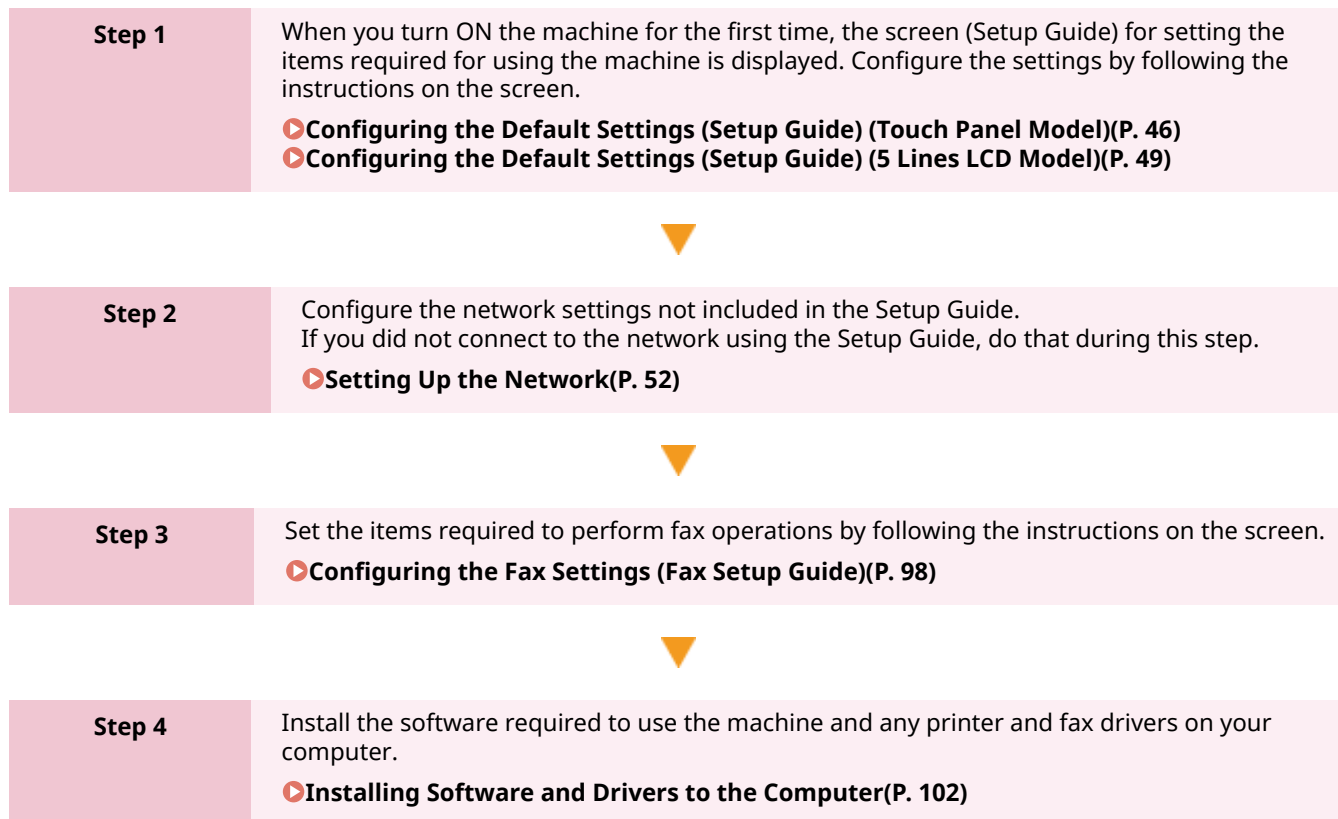 Step 1
When you turn ON the machine for the first time, the screen (Setup Guide) for setting the
items required for using the machine is displayed. Configure the settings by following the
instructions on the screen.
Configuring the Default Settings (Setup Guide) (Touch Panel Model)(P. 46)
Configuring the Default Settings (Setup Guide) (5 Lines LCD Model)(P. 49)
Step 2
Configure the network settings not included in the Setup Guide.
If you did not connect to the network using the Setup Guide, do that during this step.
Setting Up the Network(P. 52)
Step 3
Set the items required to perform fax operations by following the instructions on the screen.
Configuring the Fax Settings (Fax Setup Guide)(P. 98)
Step 4
Install the software required to use the machine and any printer and fax drivers on your
computer.
Installing Software and Drivers to the Computer(P. 102)